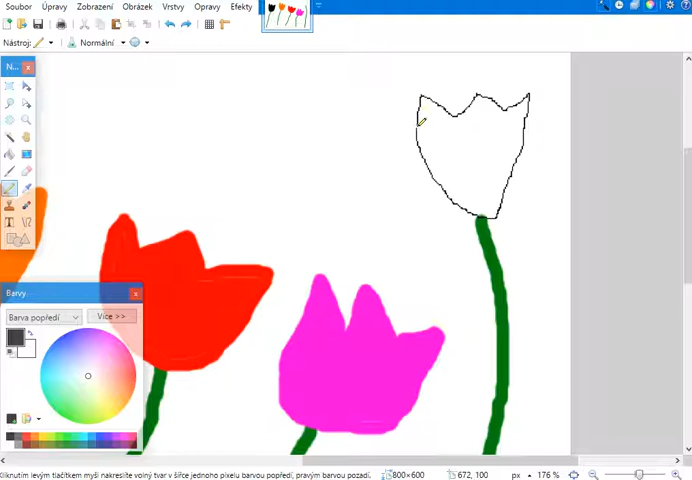 Soubor Úpravy Zobrazení Obrázek Vrstvy Opravy Efekty
Nástroj: Normální
N...
Barvy
Barva popředí Více >>
Kliknutím levým tlačítkem myši nakreslíte volný tvar v šířce jednoho pixelu barvou popředí, pravým barvou pozadí. 800×600 672, 100 px 176 %